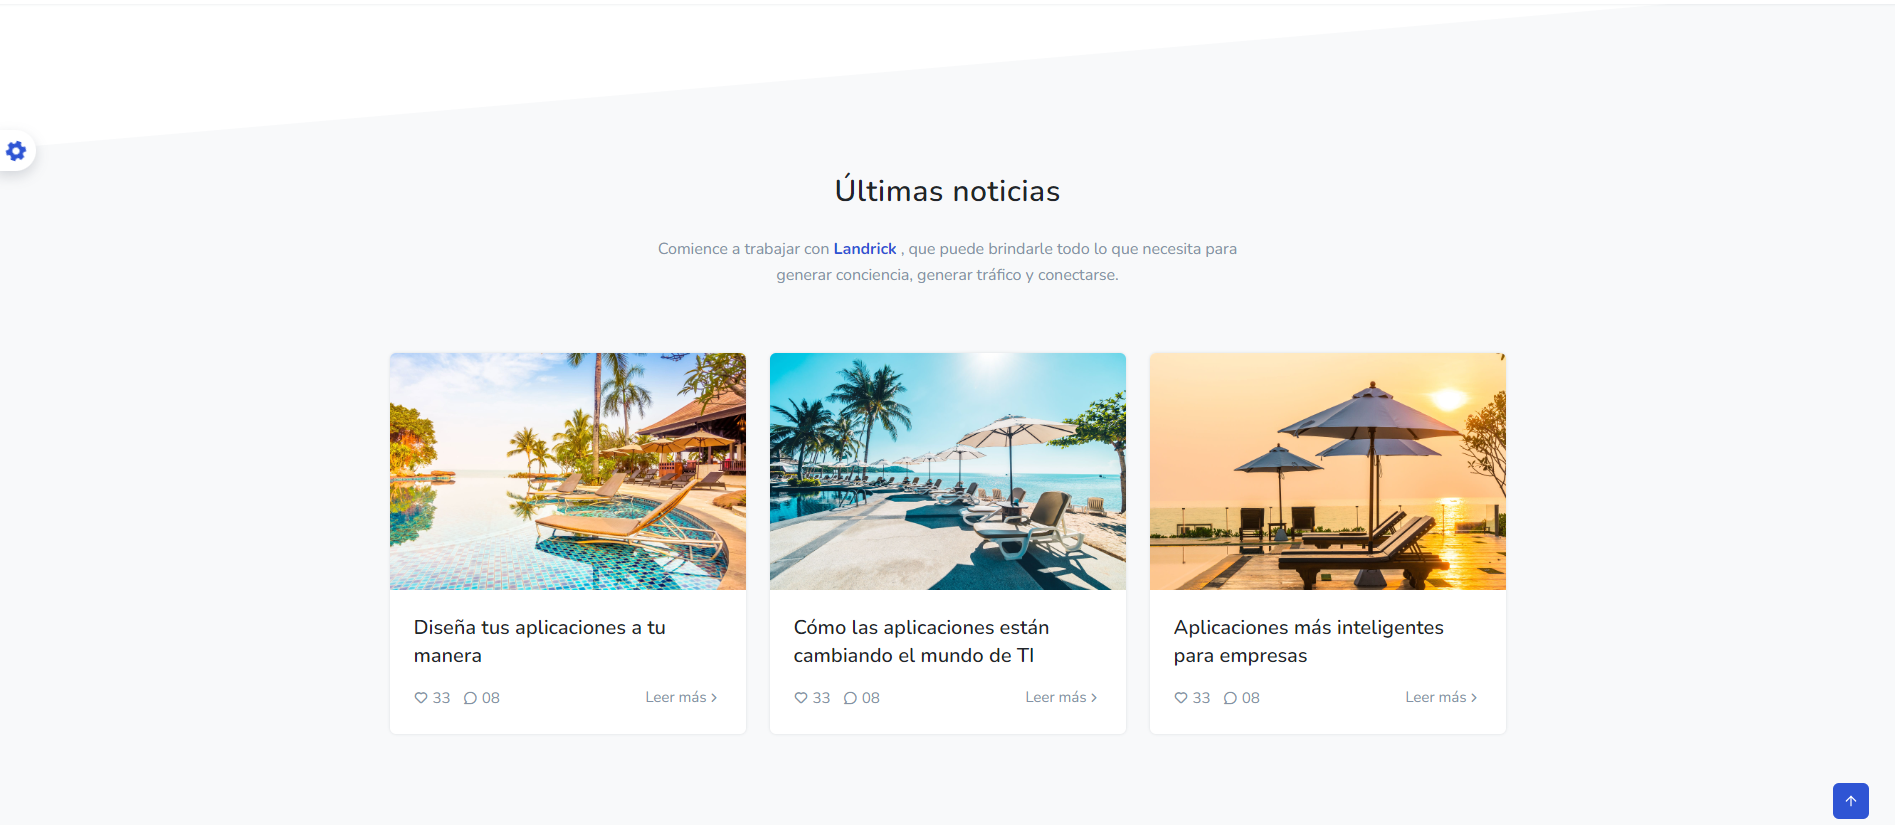 Últimas noticias
Comience a trabajar con Landrick , que puede brindarle todo lo que necesita para
generar conciencia, generar tráfico y conectarse.
Diseña tus aplicaciones a tu
manera
33 08 Leer más
Cómo las aplicaciones están
cambiando el mundo de TI
33 08 Leer más
Aplicaciones más inteligentes
para empresas
33 08 Leer más